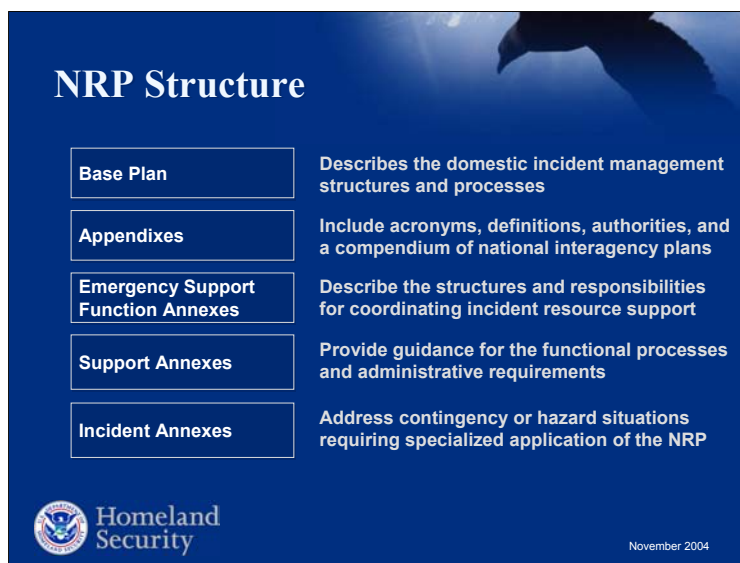 NRP Structure
Base Plan
Describes the domestic incident management
structures and processes
Appendixes
Include acronyms, definitions, authorities, and
a compendium of national interagency plans
Emergency Support
Function Annexes
Describe the structures and responsibilities
for coordinating incident resource support
Support Annexes
Provide guidance for the functional processes
and administrative requirements
Incident Annexes
Address contingency or hazard situations
requiring specialized application of the NRP
Homeland
Security
November 2004